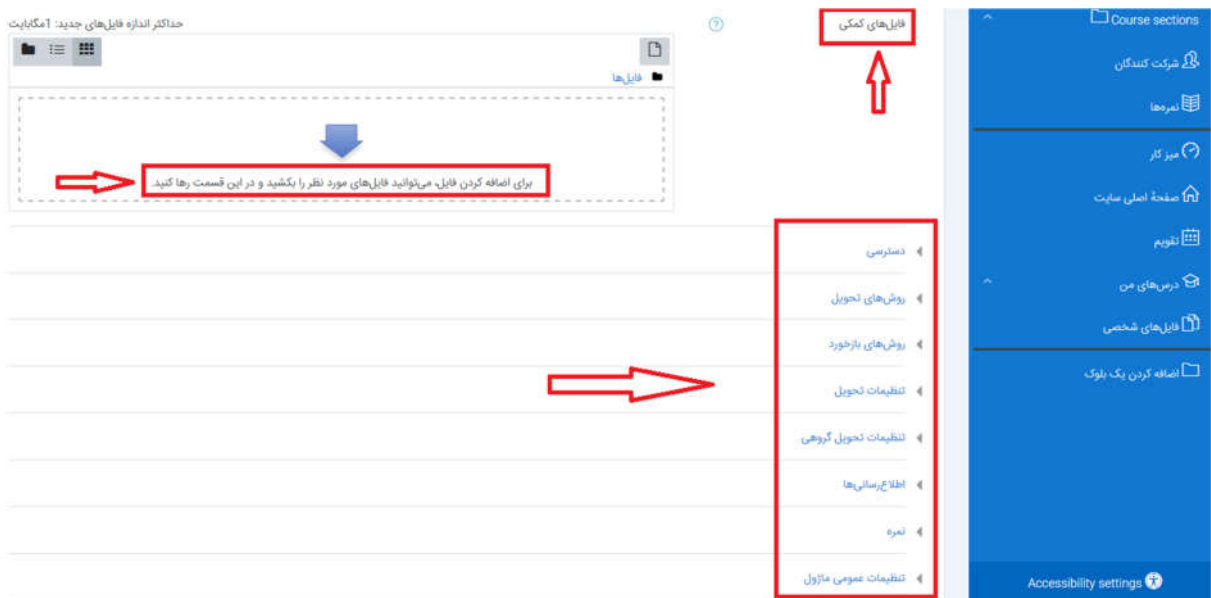 Course sections
شرکت کنندگان
نمره‌ها
میز کار
صفحهٔ اصلی سایت
تقویم
درس‌های من
فایل‌های شخصی
اضافه کردن یک بلوک
Accessibility settings
فایل‌های کمکی
حداکثر اندازه فایل‌های جدید: 1مگابایت
فایل‌ها
برای اضافه کردن فایل، می‌توانید فایل‌های مورد نظر را بکشید و در این قسمت رها کنید.
دسترسی
روش‌های تحویل
روش‌های بازخورد
تنظیمات تحویل
تنظیمات تحویل گروهی
اطلاع‌رسانی‌ها
نمره
تنظیمات عمومی ماژول